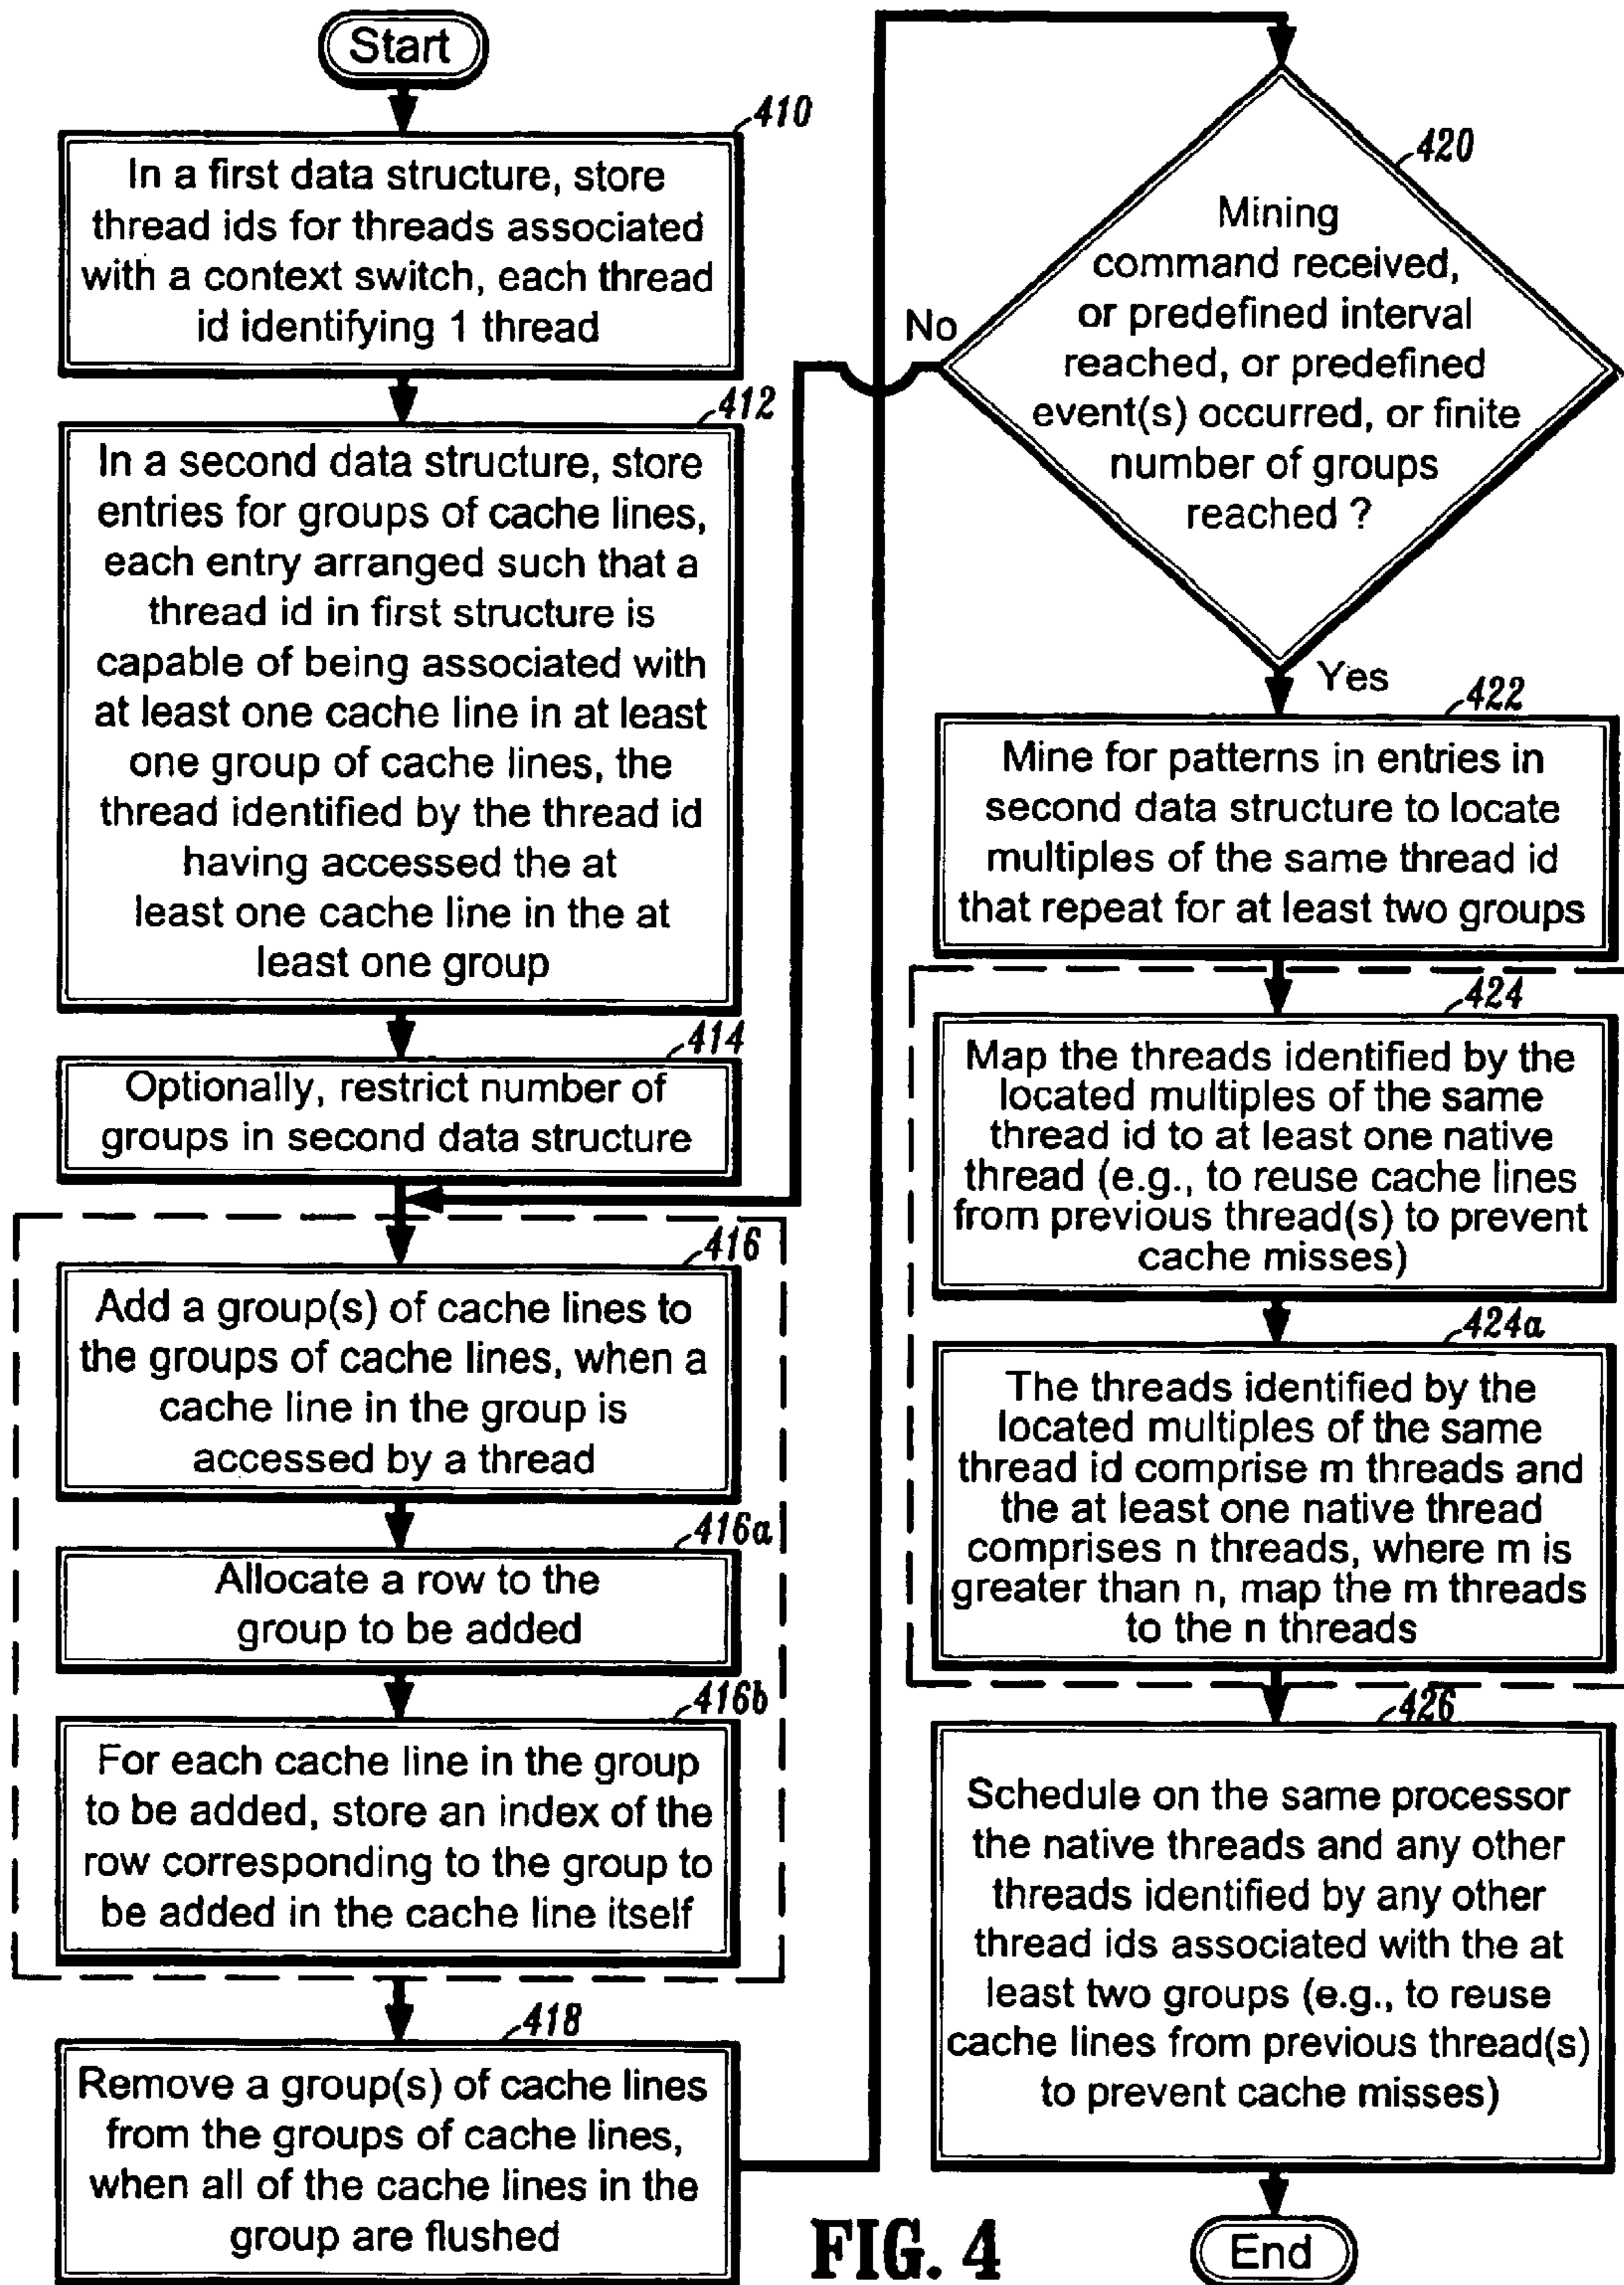 Start
410
In a first data structure, store
thread ids for threads associated
with a context switch, each thread
id identifying 1 thread
412
In a second data structure, store
entries for groups of cache lines,
each entry arranged such that a
thread id in first structure is
capable of being associated with
at least one cache line in at least
one group of cache lines, the
thread identified by the thread id
having accessed the at
least one cache line in the at
least one group
414
Optionally, restrict number of
groups in second data structure
416
Add a group(s) of cache lines to
the groups of cache lines, when a
cache line in the group is
accessed by a thread
416a
Allocate a row to the
group to be added
416b
For each cache line in the group
to be added, store an index of the
row corresponding to the group to
be added in the cache line itself
418
Remove a group(s) of cache lines
from the groups of cache lines,
when all of the cache lines in the
group are flushed
420
Mining
command received,
or predefined interval
reached, or predefined
event(s) occurred, or finite
number of groups
reached ?
No
Yes
422
Mine for patterns in entries in
second data structure to locate
multiples of the same thread id
that repeat for at least two groups
424
Map the threads identified by the
located multiples of the same
thread id to at least one native
thread (e.g., to reuse cache lines
from previous thread(s) to prevent
cache misses)
424a
The threads identified by the
located multiples of the same
thread id comprise m threads and
the at least one native thread
comprises n threads, where m is
greater than n, map the m threads
to the n threads
426
Schedule on the same processor
the native threads and any other
threads identified by any other
thread ids associated with the at
least two groups (e.g., to reuse
cache lines from previous thread(s)
to prevent cache misses)
End
FIG. 4